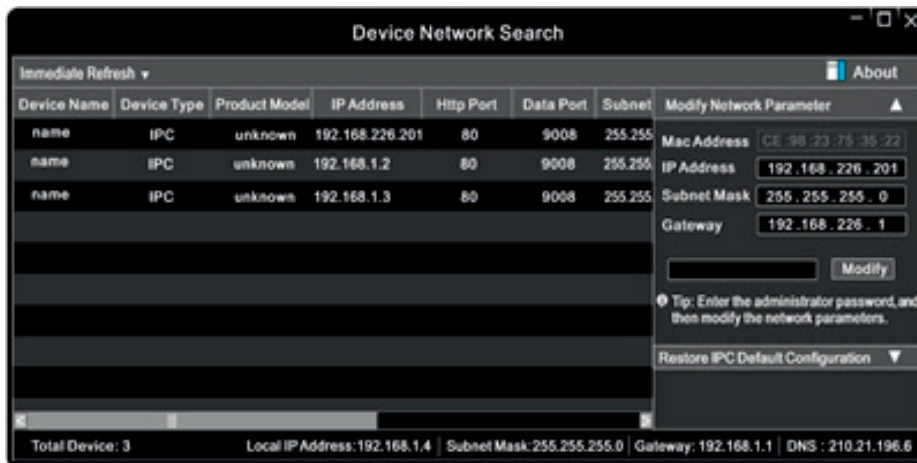 Device Network Search
Immediate Refresh
About
Device Name Device Type Product Model IP Address Http Port Data Port Subnet
name IPC unknown 192.168.226.201 80 9008 255.255
name IPC unknown 192.168.1.2 80 9008 255.255.
name IPC unknown 192.168.1.3 80 9008 255.255
Modify Network Parameter
Mac Address CE :98 :23 :75 :35 :22
IP Address 192 .168 . 226 . 201
Subnet Mask 255 . 255 . 255 . 0
Gateway 192 .168 . 226 . 1
Modify
Tip: Enter the administrator password, and
then modify the network parameters.
Restore IPC Default Configuration
Total Device: 3 Local IP Address:192.168.1.4 Subnet Mask:255.255.255.0 Gateway: 192.168.1.1 DNS : 210.21.196.6